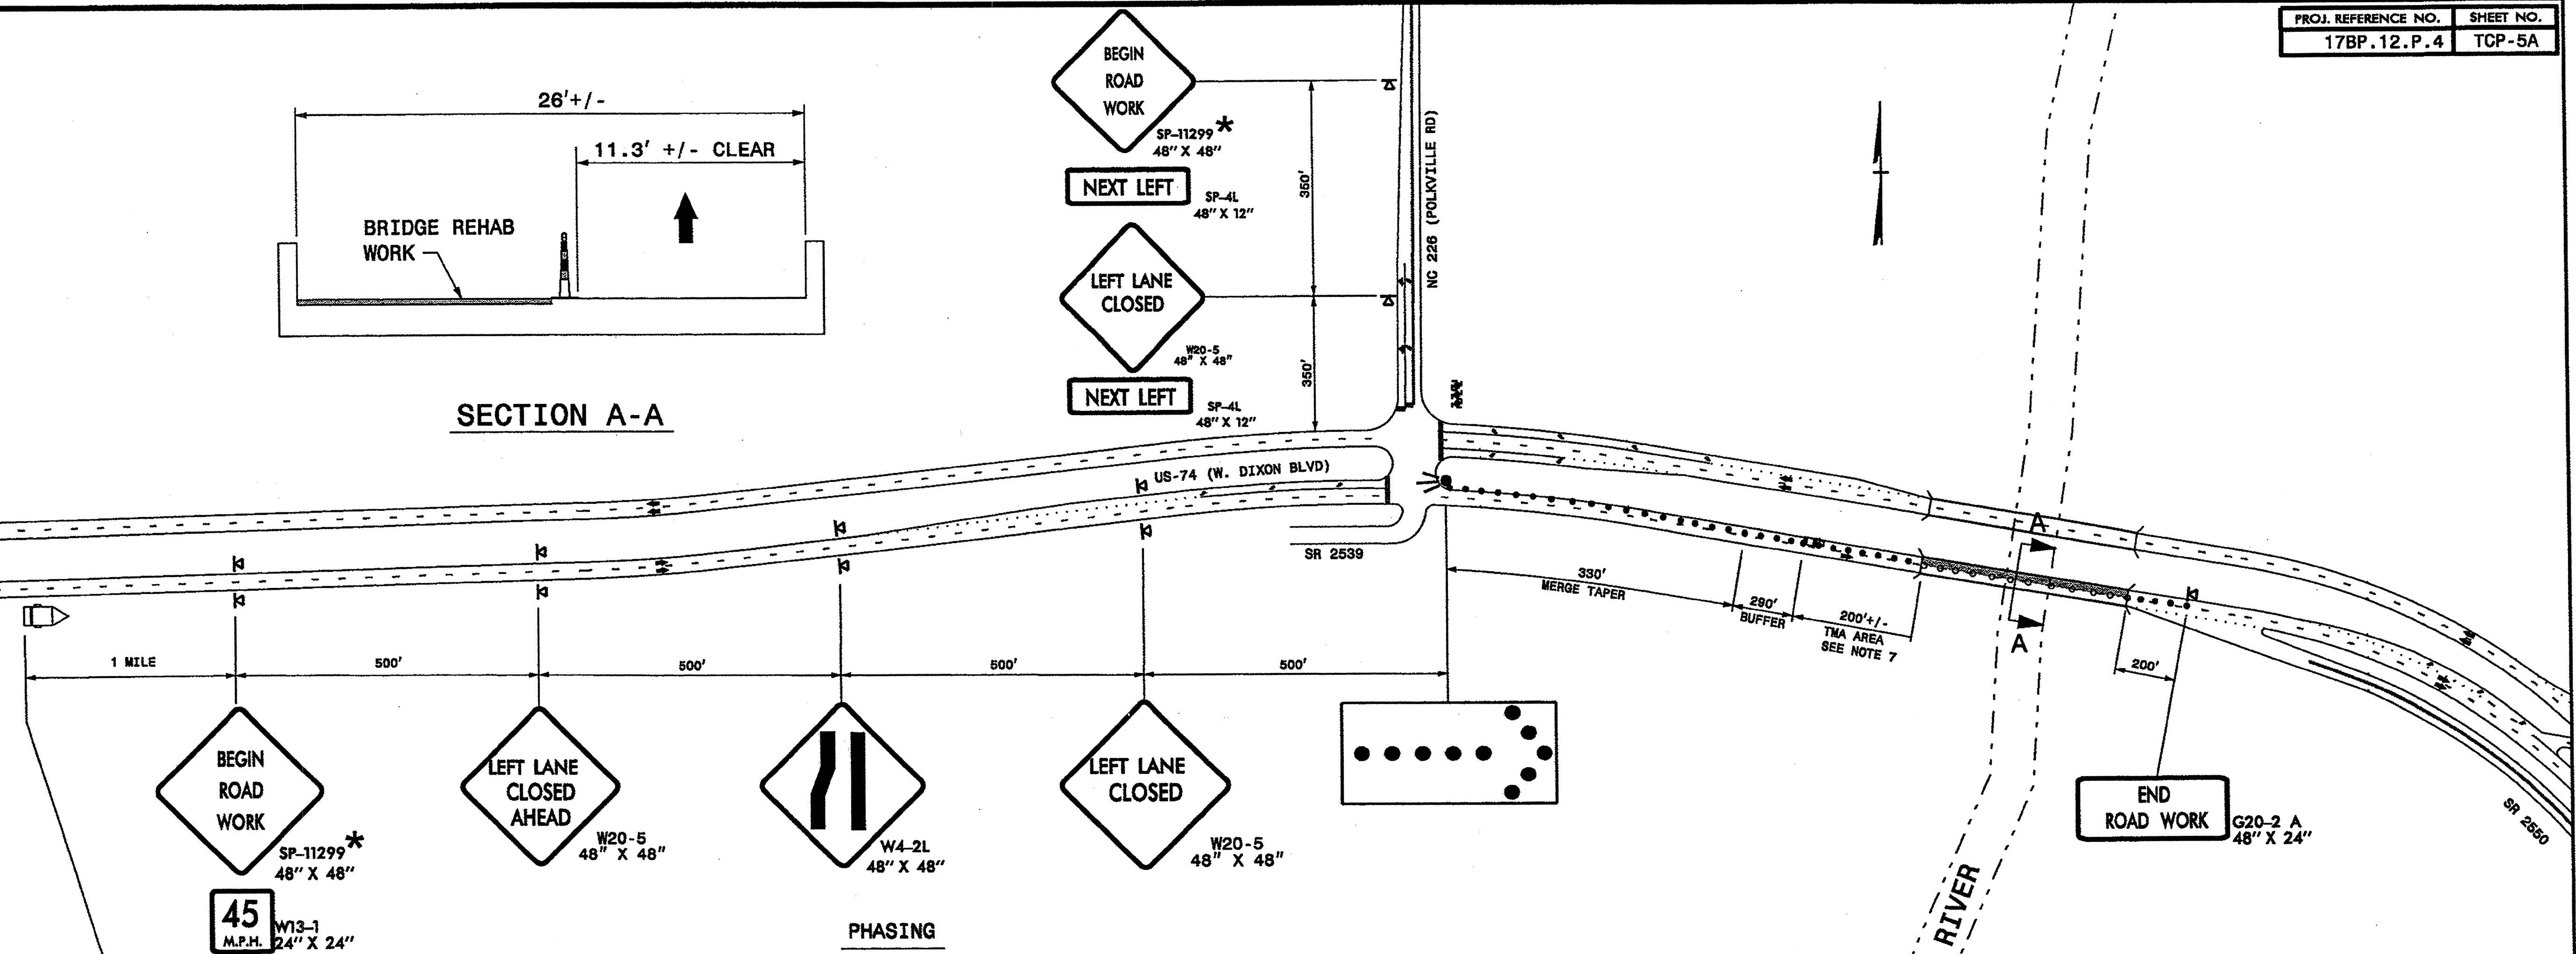 PROJ. REFERENCE NO.
SHEET NO.
17BP.12.P.4
TCP-5A
26'+/-
11.3' +/- CLEAR
BRIDGE REHAB
WORK
SECTION A-A
BEGIN
ROAD
WORK
SP-11299*
48" X 48"
NEXT LEFT
SP-4L
48" X 12"
LEFT LANE
CLOSED
W20-5
48" X 48"
NEXT LEFT
SP-4L
48" X 12"
350'
350'
NC 226 (POLKVILLE RD)
US-74 (W. DIXON BLVD)
SR 2539
330'
MERGE TAPER
290'
BUFFER
200'+/-
TMA AREA
SEE NOTE 7
A
A
200'
1 MILE
500'
500'
500'
500'
BEGIN
ROAD
WORK
SP-11299*
48" X 48"
45
M.P.H.
W13-1
24" X 24"
LEFT LANE
CLOSED
AHEAD
W20-5
48" X 48"
W4-2L
48" X 48"
LEFT LANE
CLOSED
W20-5
48" X 48"
END
ROAD WORK
G20-2 A
48" X 24"
SR 2550
RIVER
PHASING